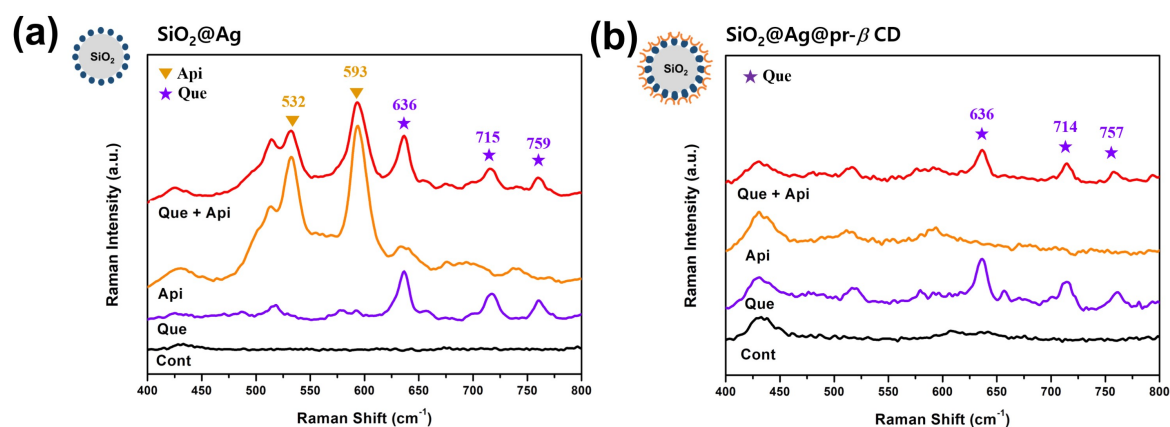 (a)
SiO₂@Ag
SiO₂
Api
Que
532
593
636
715
759
Que + Api
Api
Que
Cont
Raman Intensity (a.u.)
400 450 500 550 600 650 700 750 800
Raman Shift (cm⁻¹)
(b)
SiO₂@Ag@pr-β CD
SiO₂
Que
636
714
757
Que + Api
Api
Que
Cont
Raman Intensity (a.u.)
400 450 500 550 600 650 700 750 800
Raman Shift (cm⁻¹)